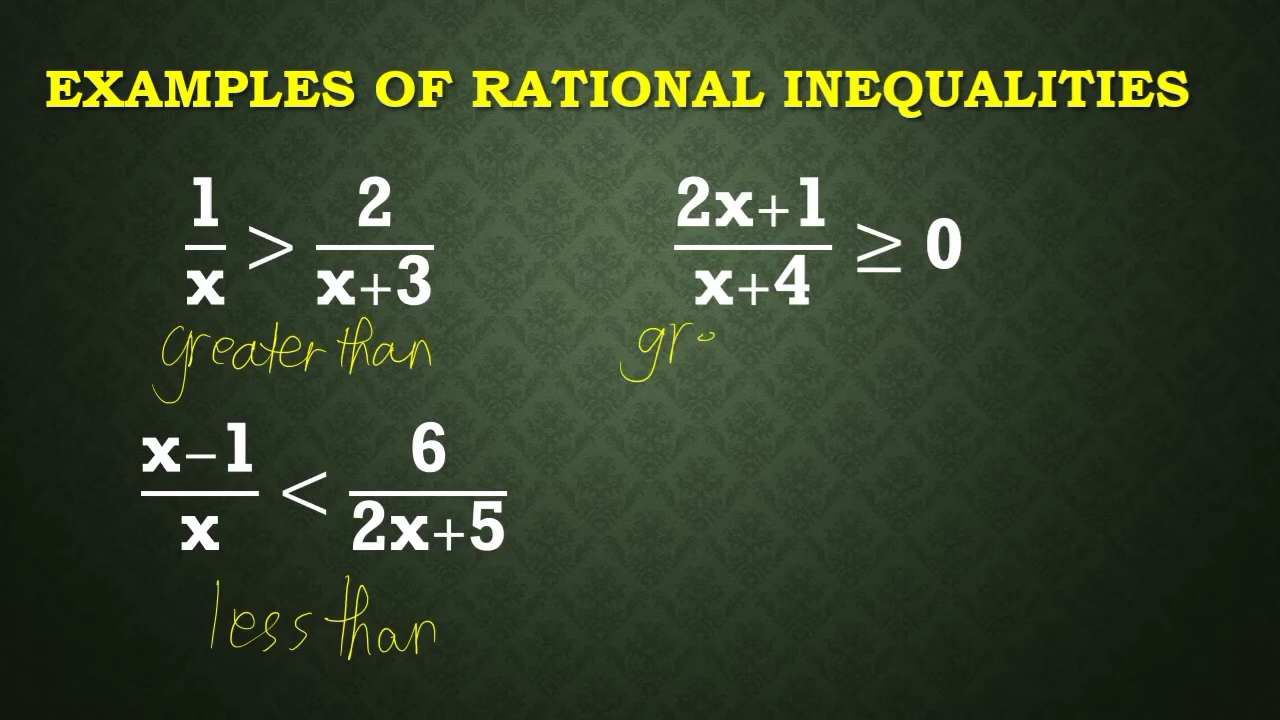 EXAMPLES OF RATIONAL INEQUALITIES
1/x > 2/(x+3)
greater than
(x-1)/x < 6/(2x+5)
less than
(2x+1)/(x+4) ≥ 0
gr